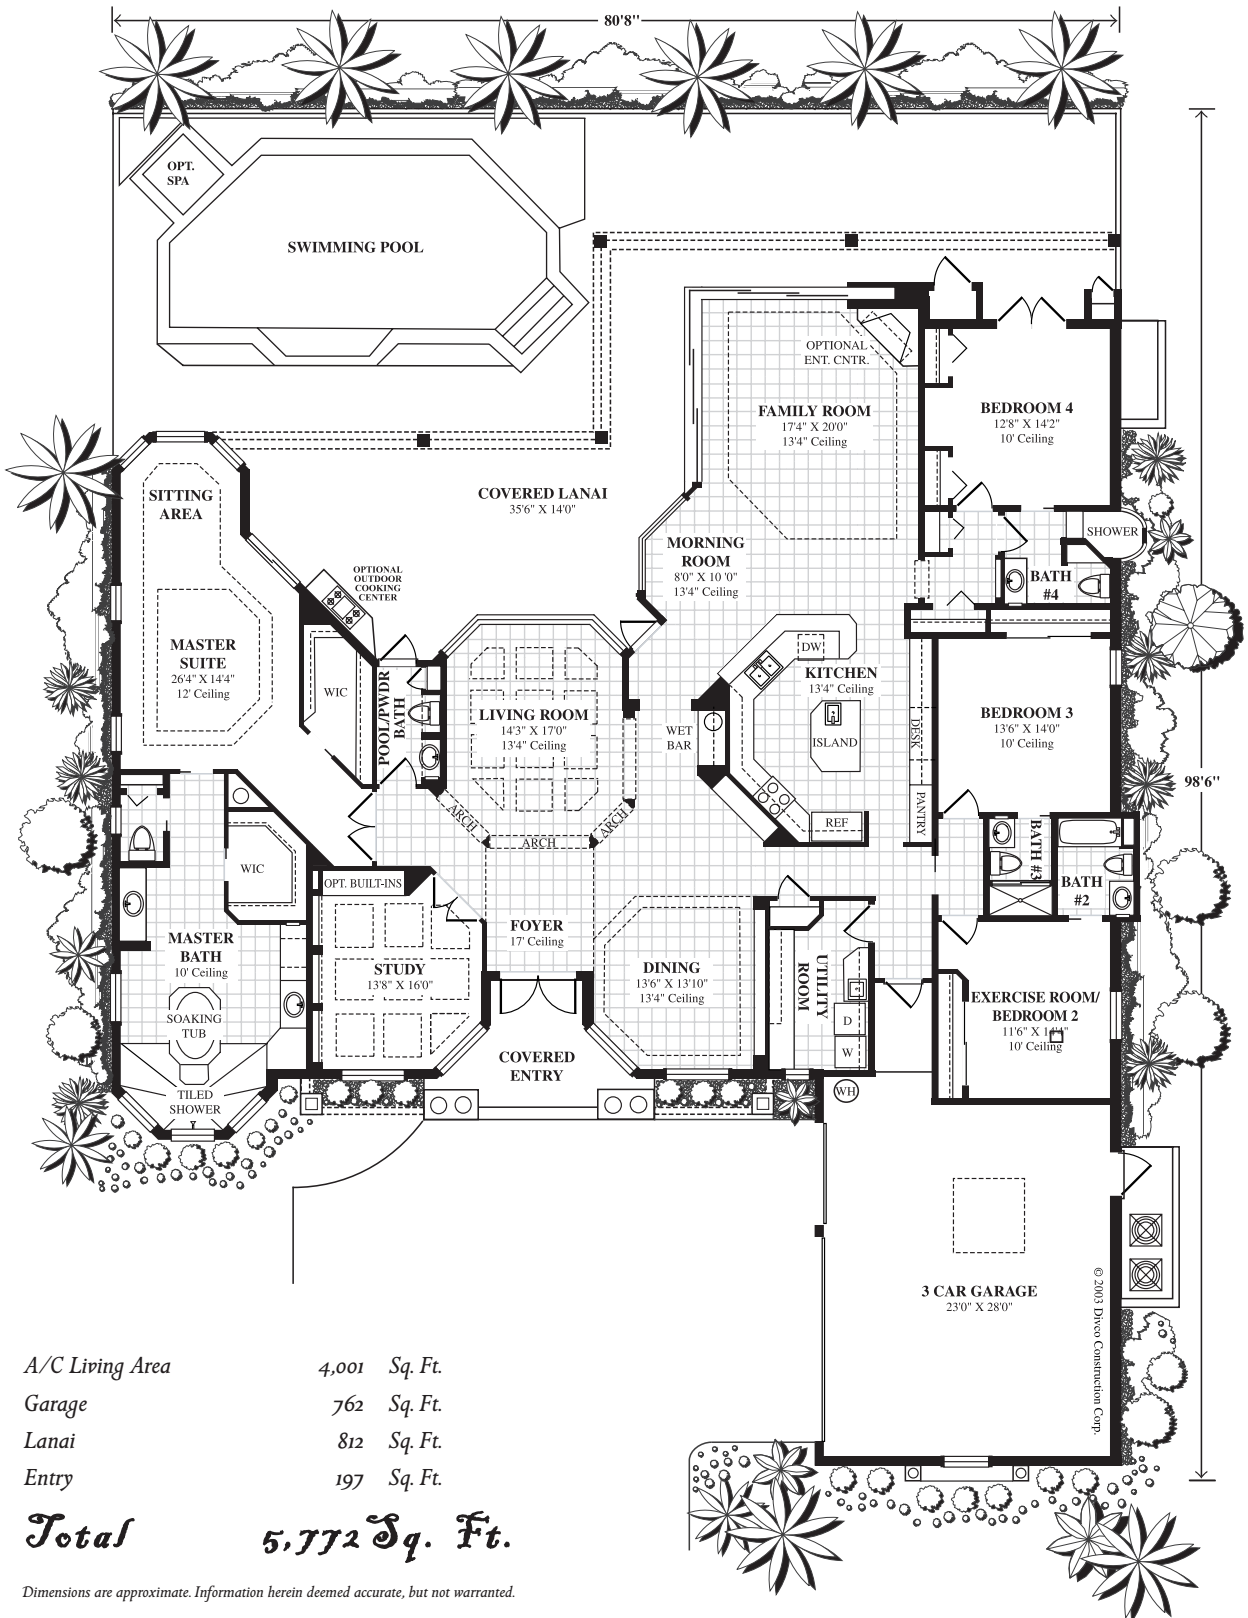 80'8"
OPT.
SPA
SWIMMING POOL
OPTIONAL
ENT. CNTR.
FAMILY ROOM
17'4" X 20'0"
13'4" Ceiling
BEDROOM 4
12'8" X 14'2"
10' Ceiling
SITTING
AREA
COVERED LANAI
35'6" X 14'0"
SHOWER
MORNING
ROOM
8'0" X 10 '0"
13'4" Ceiling
OPTIONAL
OUTDOOR
COOKING
CENTER
BATH
#4
MASTER
SUITE
26'4" X 14'4"
12' Ceiling
WIC
POOL/PWDR
BATH
LIVING ROOM
14'3" X 17'0"
13'4" Ceiling
WET
BAR
DW
KITCHEN
13'4" Ceiling
ISLAND
DESK
PANTRY
REF
BEDROOM 3
13'6" X 14'0"
10' Ceiling
98'6"
ARCH
ARCH
ARCH
BATH #3
BATH
#2
WIC
OPT. BUILT-INS
FOYER
17' Ceiling
MASTER
BATH
10' Ceiling
STUDY
13'8" X 16'0"
DINING
13'6" X 13'10"
13'4" Ceiling
UTILITY
ROOM
D
W
EXERCISE ROOM/
BEDROOM 2
11'6" X 14'4"
10' Ceiling
SOAKING
TUB
COVERED
ENTRY
TILED
SHOWER
WH
3 CAR GARAGE
23'0" X 28'0"
© 2003 Divco Construction Corp.
A/C Living Area 4,001 Sq. Ft.
Garage 762 Sq. Ft.
Lanai 812 Sq. Ft.
Entry 197 Sq. Ft.
Total 5,772 Sq. Ft.
Dimensions are approximate. Information herein deemed accurate, but not warranted.